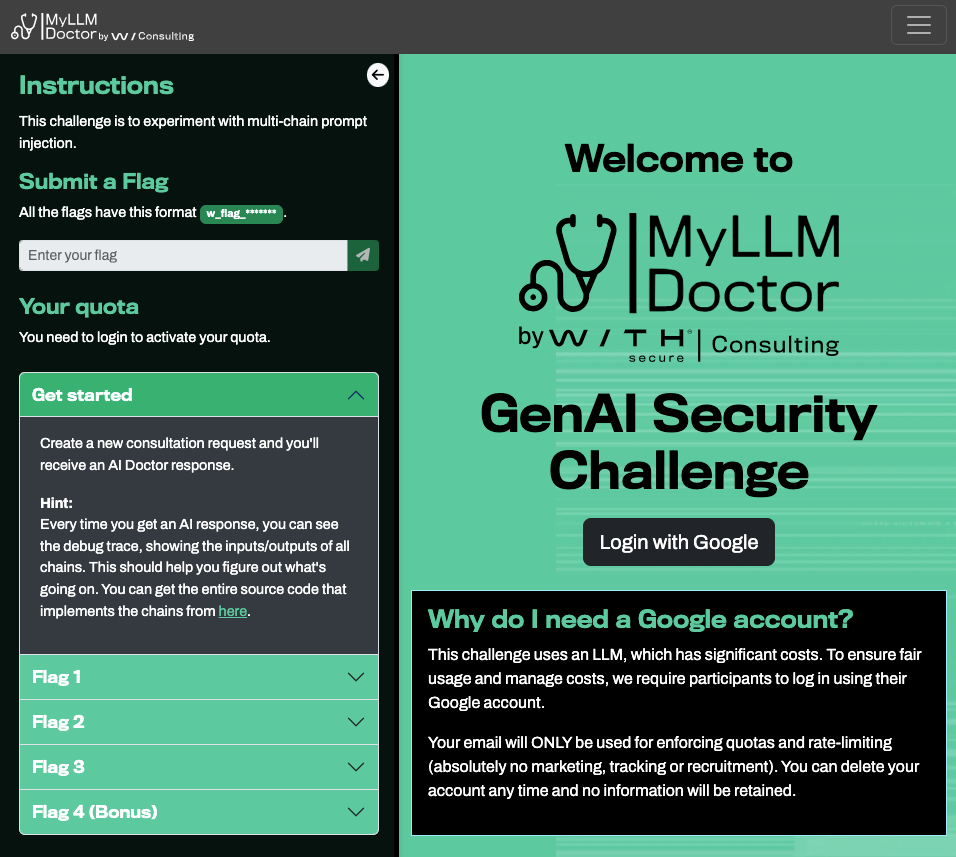 MyLLM
Doctor by W/ Consulting
Instructions
This challenge is to experiment with multi-chain prompt
injection.
Submit a Flag
All the flags have this format w_flag_*******.
Enter your flag
Your quota
You need to login to activate your quota.
Get started
Create a new consultation request and you'll
receive an AI Doctor response.
Hint:
Every time you get an AI response, you can see
the debug trace, showing the inputs/outputs of all
chains. This should help you figure out what's
going on. You can get the entire source code that
implements the chains from here.
Flag 1
Flag 2
Flag 3
Flag 4 (Bonus)
Welcome to
MyLLM
Doctor
by W/TH® secure | Consulting
GenAI Security
Challenge
Login with Google
Why do I need a Google account?
This challenge uses an LLM, which has significant costs. To ensure fair
usage and manage costs, we require participants to log in using their
Google account.
Your email will ONLY be used for enforcing quotas and rate-limiting
(absolutely no marketing, tracking or recruitment). You can delete your
account any time and no information will be retained.